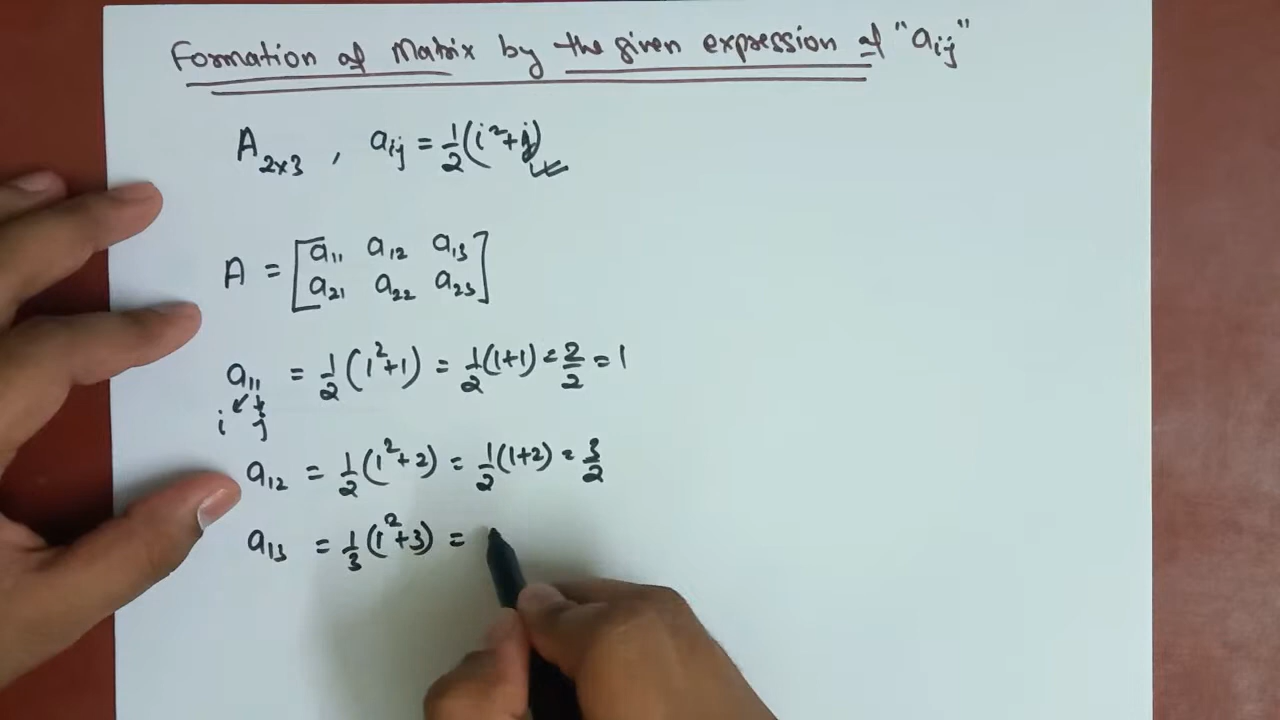 Formation of Matrix by the given expression of "aij"
A2×3 , aij = 1/2(i²+j)
A = [a11 a12 a13
a21 a22 a23]
a11 = 1/2(1²+1) = 1/2(1+1) = 2/2 = 1
i j
a12 = 1/2(1²+2) = 1/2(1+2) = 3/2
a13 = 1/3(1²+3) =